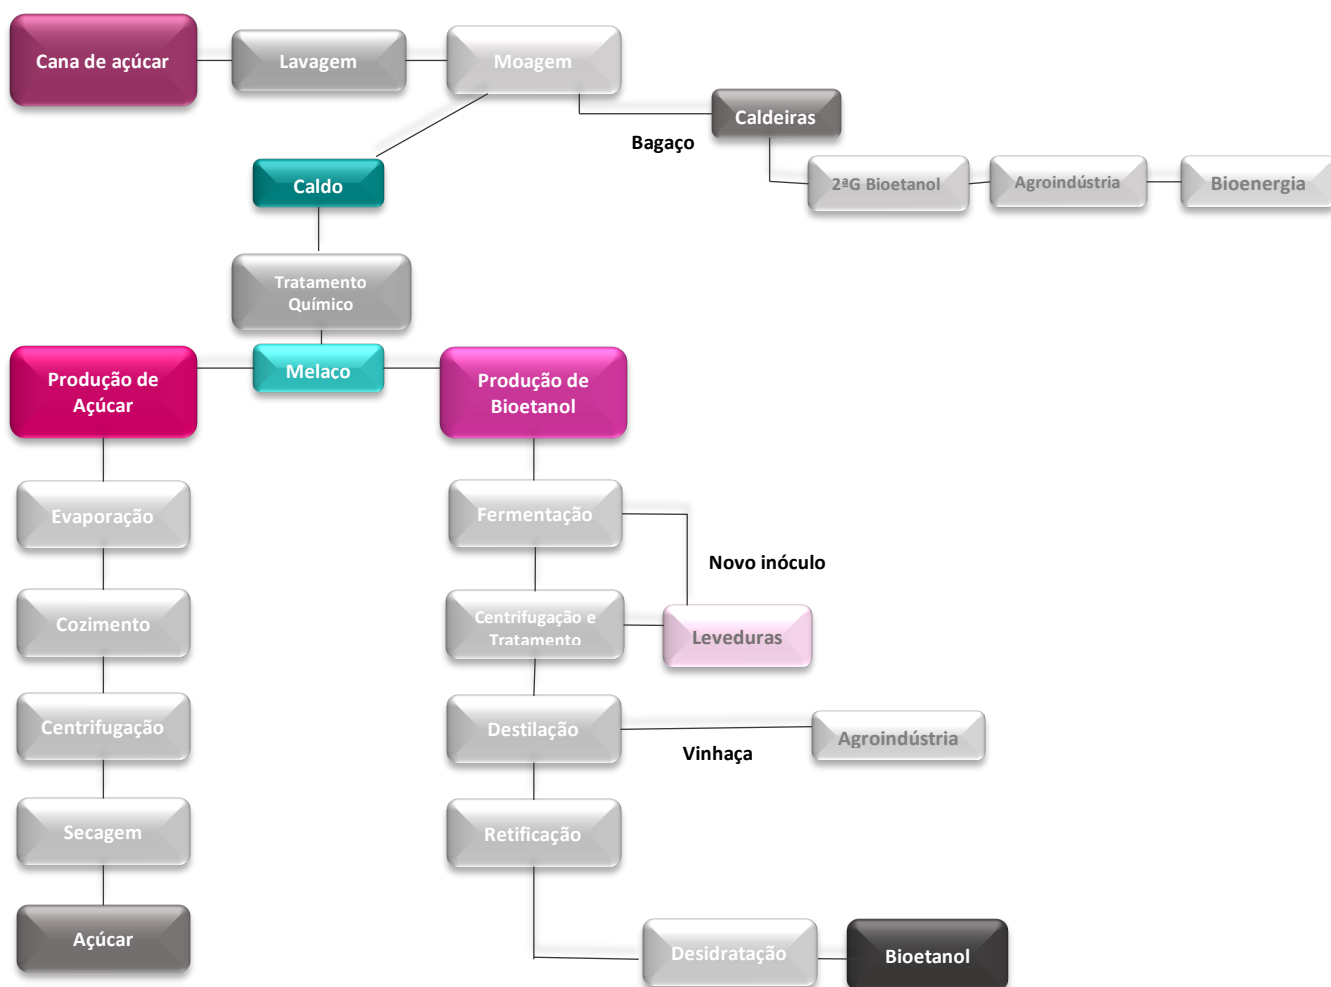 Cana de açúcar
Lavagem
Moagem
Caldeiras
Bagaço
2ªG Bioetanol
Agroindústria
Bioenergia
Caldo
Tratamento
Químico
Melaço
Produção de
Açúcar
Produção de
Bioetanol
Evaporação
Fermentação
Novo inóculo
Cozimento
Centrifugação e
Tratamento
Leveduras
Centrifugação
Destilação
Vinhaça
Agroindústria
Secagem
Retificação
Açúcar
Desidratação
Bioetanol